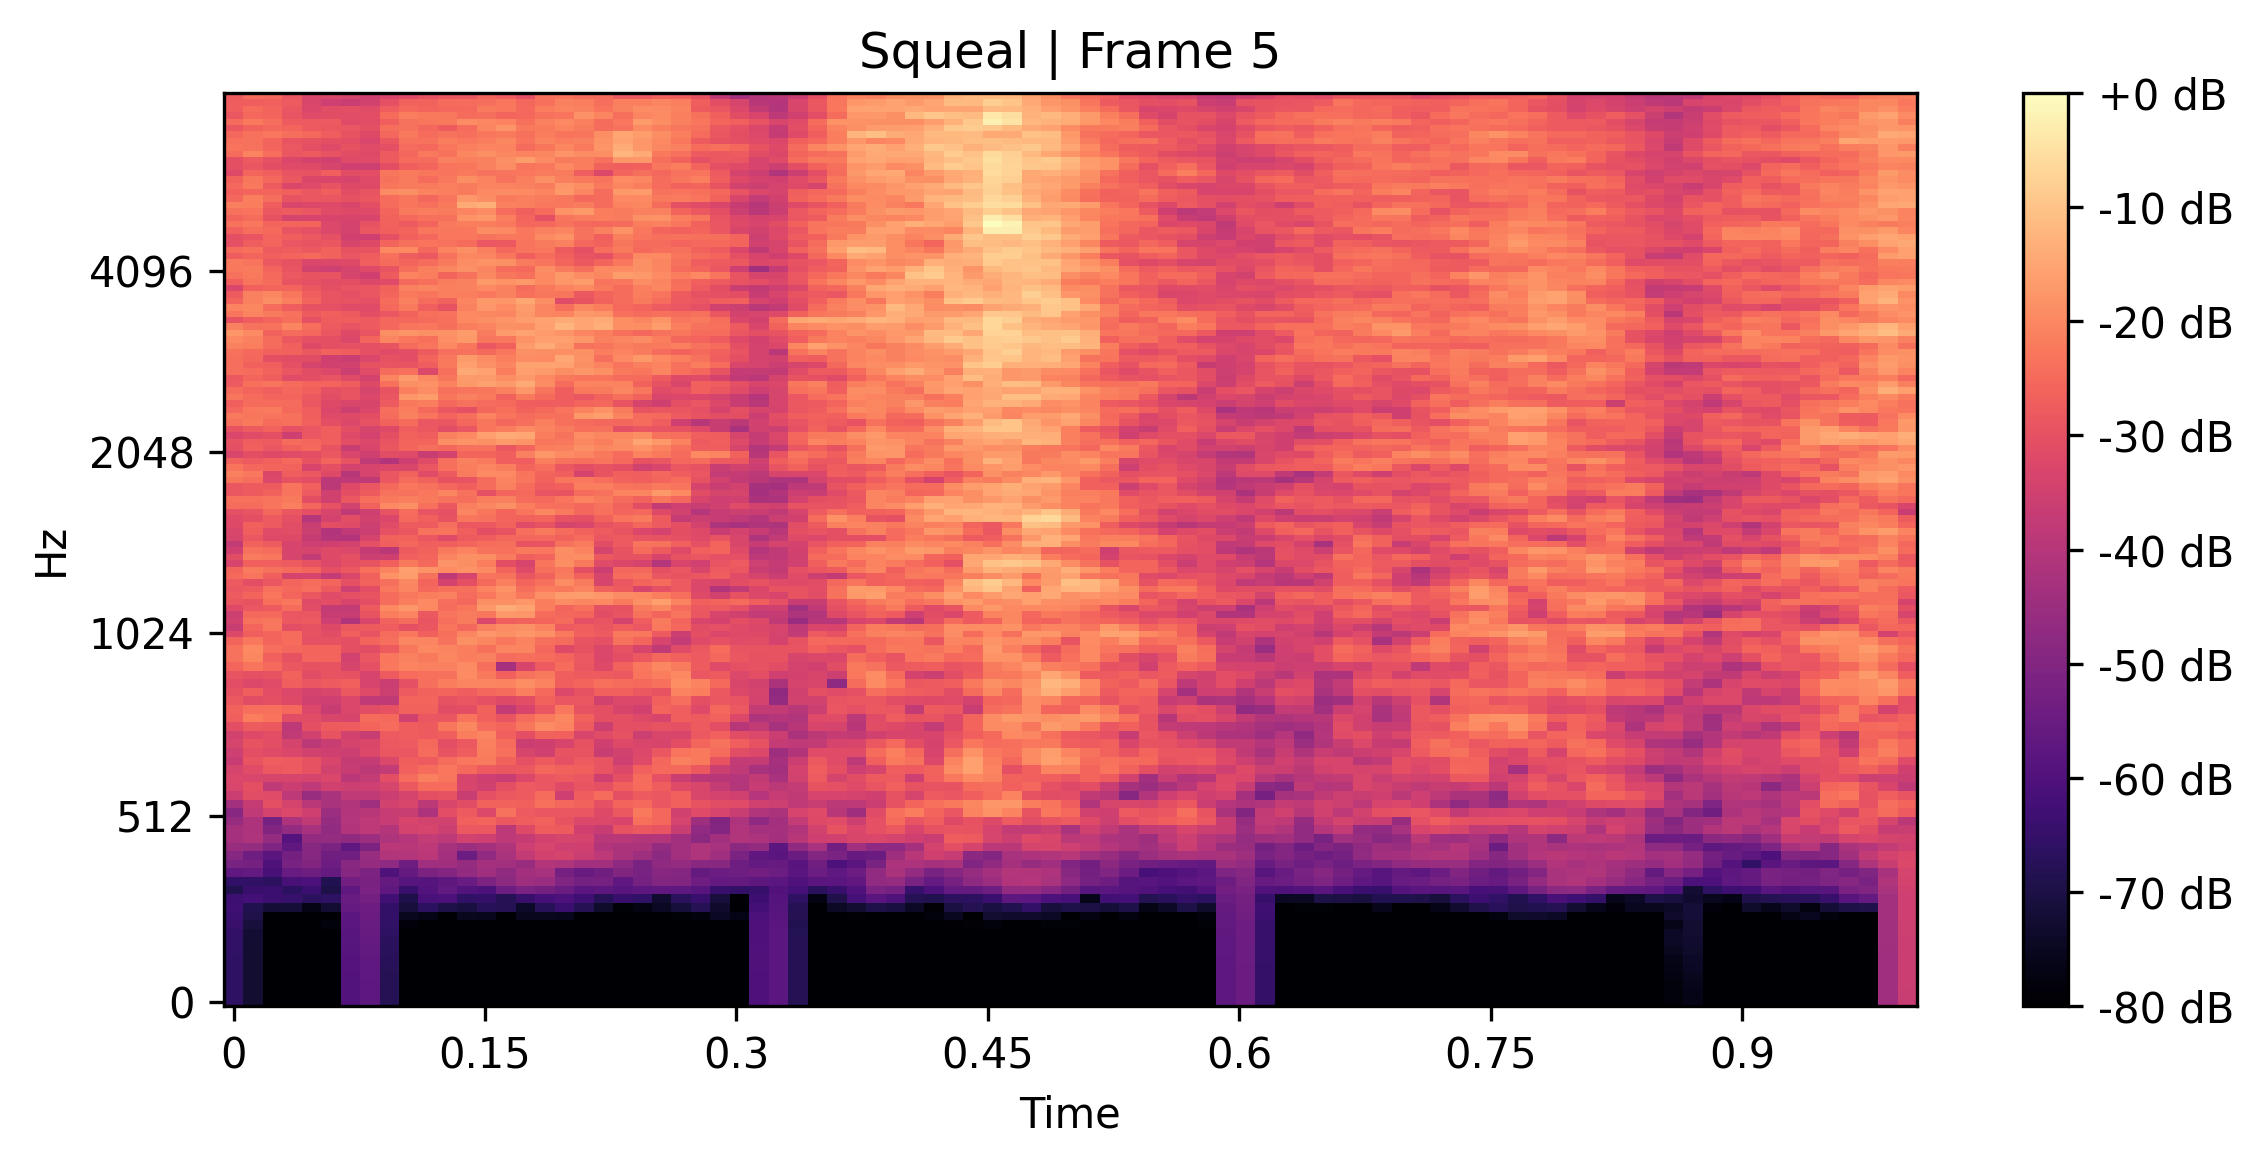 Squeal | Frame 5
+0 dB
-10 dB
-20 dB
-30 dB
-40 dB
-50 dB
-60 dB
-70 dB
-80 dB
4096
2048
1024
512
0
Hz
0
0.15
0.3
0.45
0.6
0.75
0.9
Time